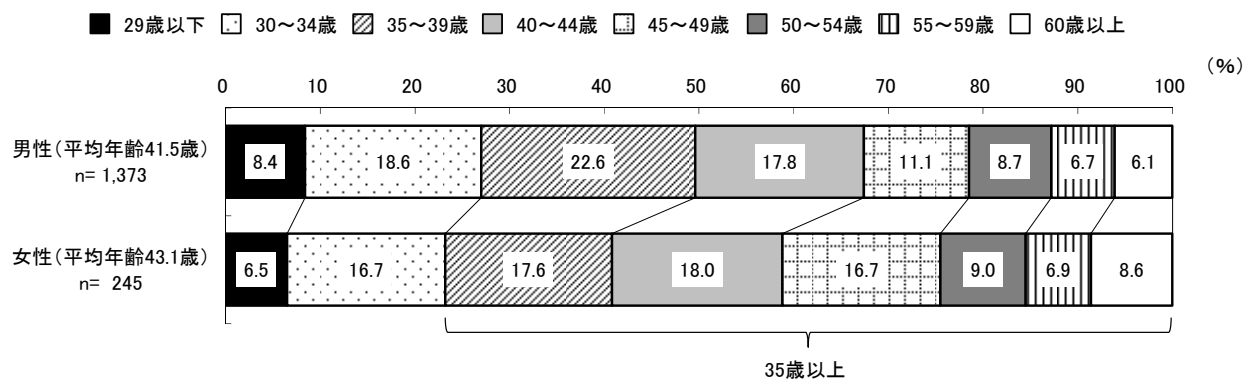 29歳以下 30～34歳 35～39歳 40～44歳 45～49歳 50～54歳 55～59歳 60歳以上
（％）
0 10 20 30 40 50 60 70 80 90 100
男性（平均年齢41.5歳）
n= 1,373
8.4 18.6 22.6 17.8 11.1 8.7 6.7 6.1
女性（平均年齢43.1歳）
n= 245
6.5 16.7 17.6 18.0 16.7 9.0 6.9 8.6
35歳以上